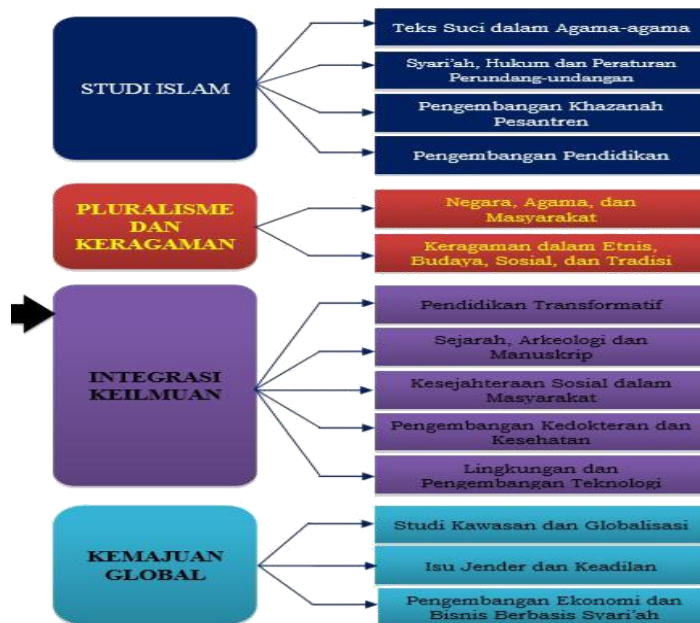 STUDI ISLAM
Teks Suci dalam Agama-agama
Syari'ah, Hukum dan Peraturan
Perundang-undangan
Pengembangan Khazanah
Pesantren
Pengembangan Pendidikan
PLURALISME
DAN
KERAGAMAN
Negara, Agama, dan
Masyarakat
Keragaman dalam Etnis,
Budaya, Sosial, dan Tradisi
INTEGRASI
KEILMUAN
Pendidikan Transformatif
Sejarah, Arkeologi dan
Manuskrip
Kesejahteraan Sosial dalam
Masyarakat
Pengembangan Kedokteran dan
Kesehatan
Lingkungan dan
Pengembangan Teknologi
KEMAJUAN
GLOBAL
Studi Kawasan dan Globalisasi
Isu Jender dan Keadilan
Pengembangan Ekonomi dan
Bisnis Berbasis Syari'ah